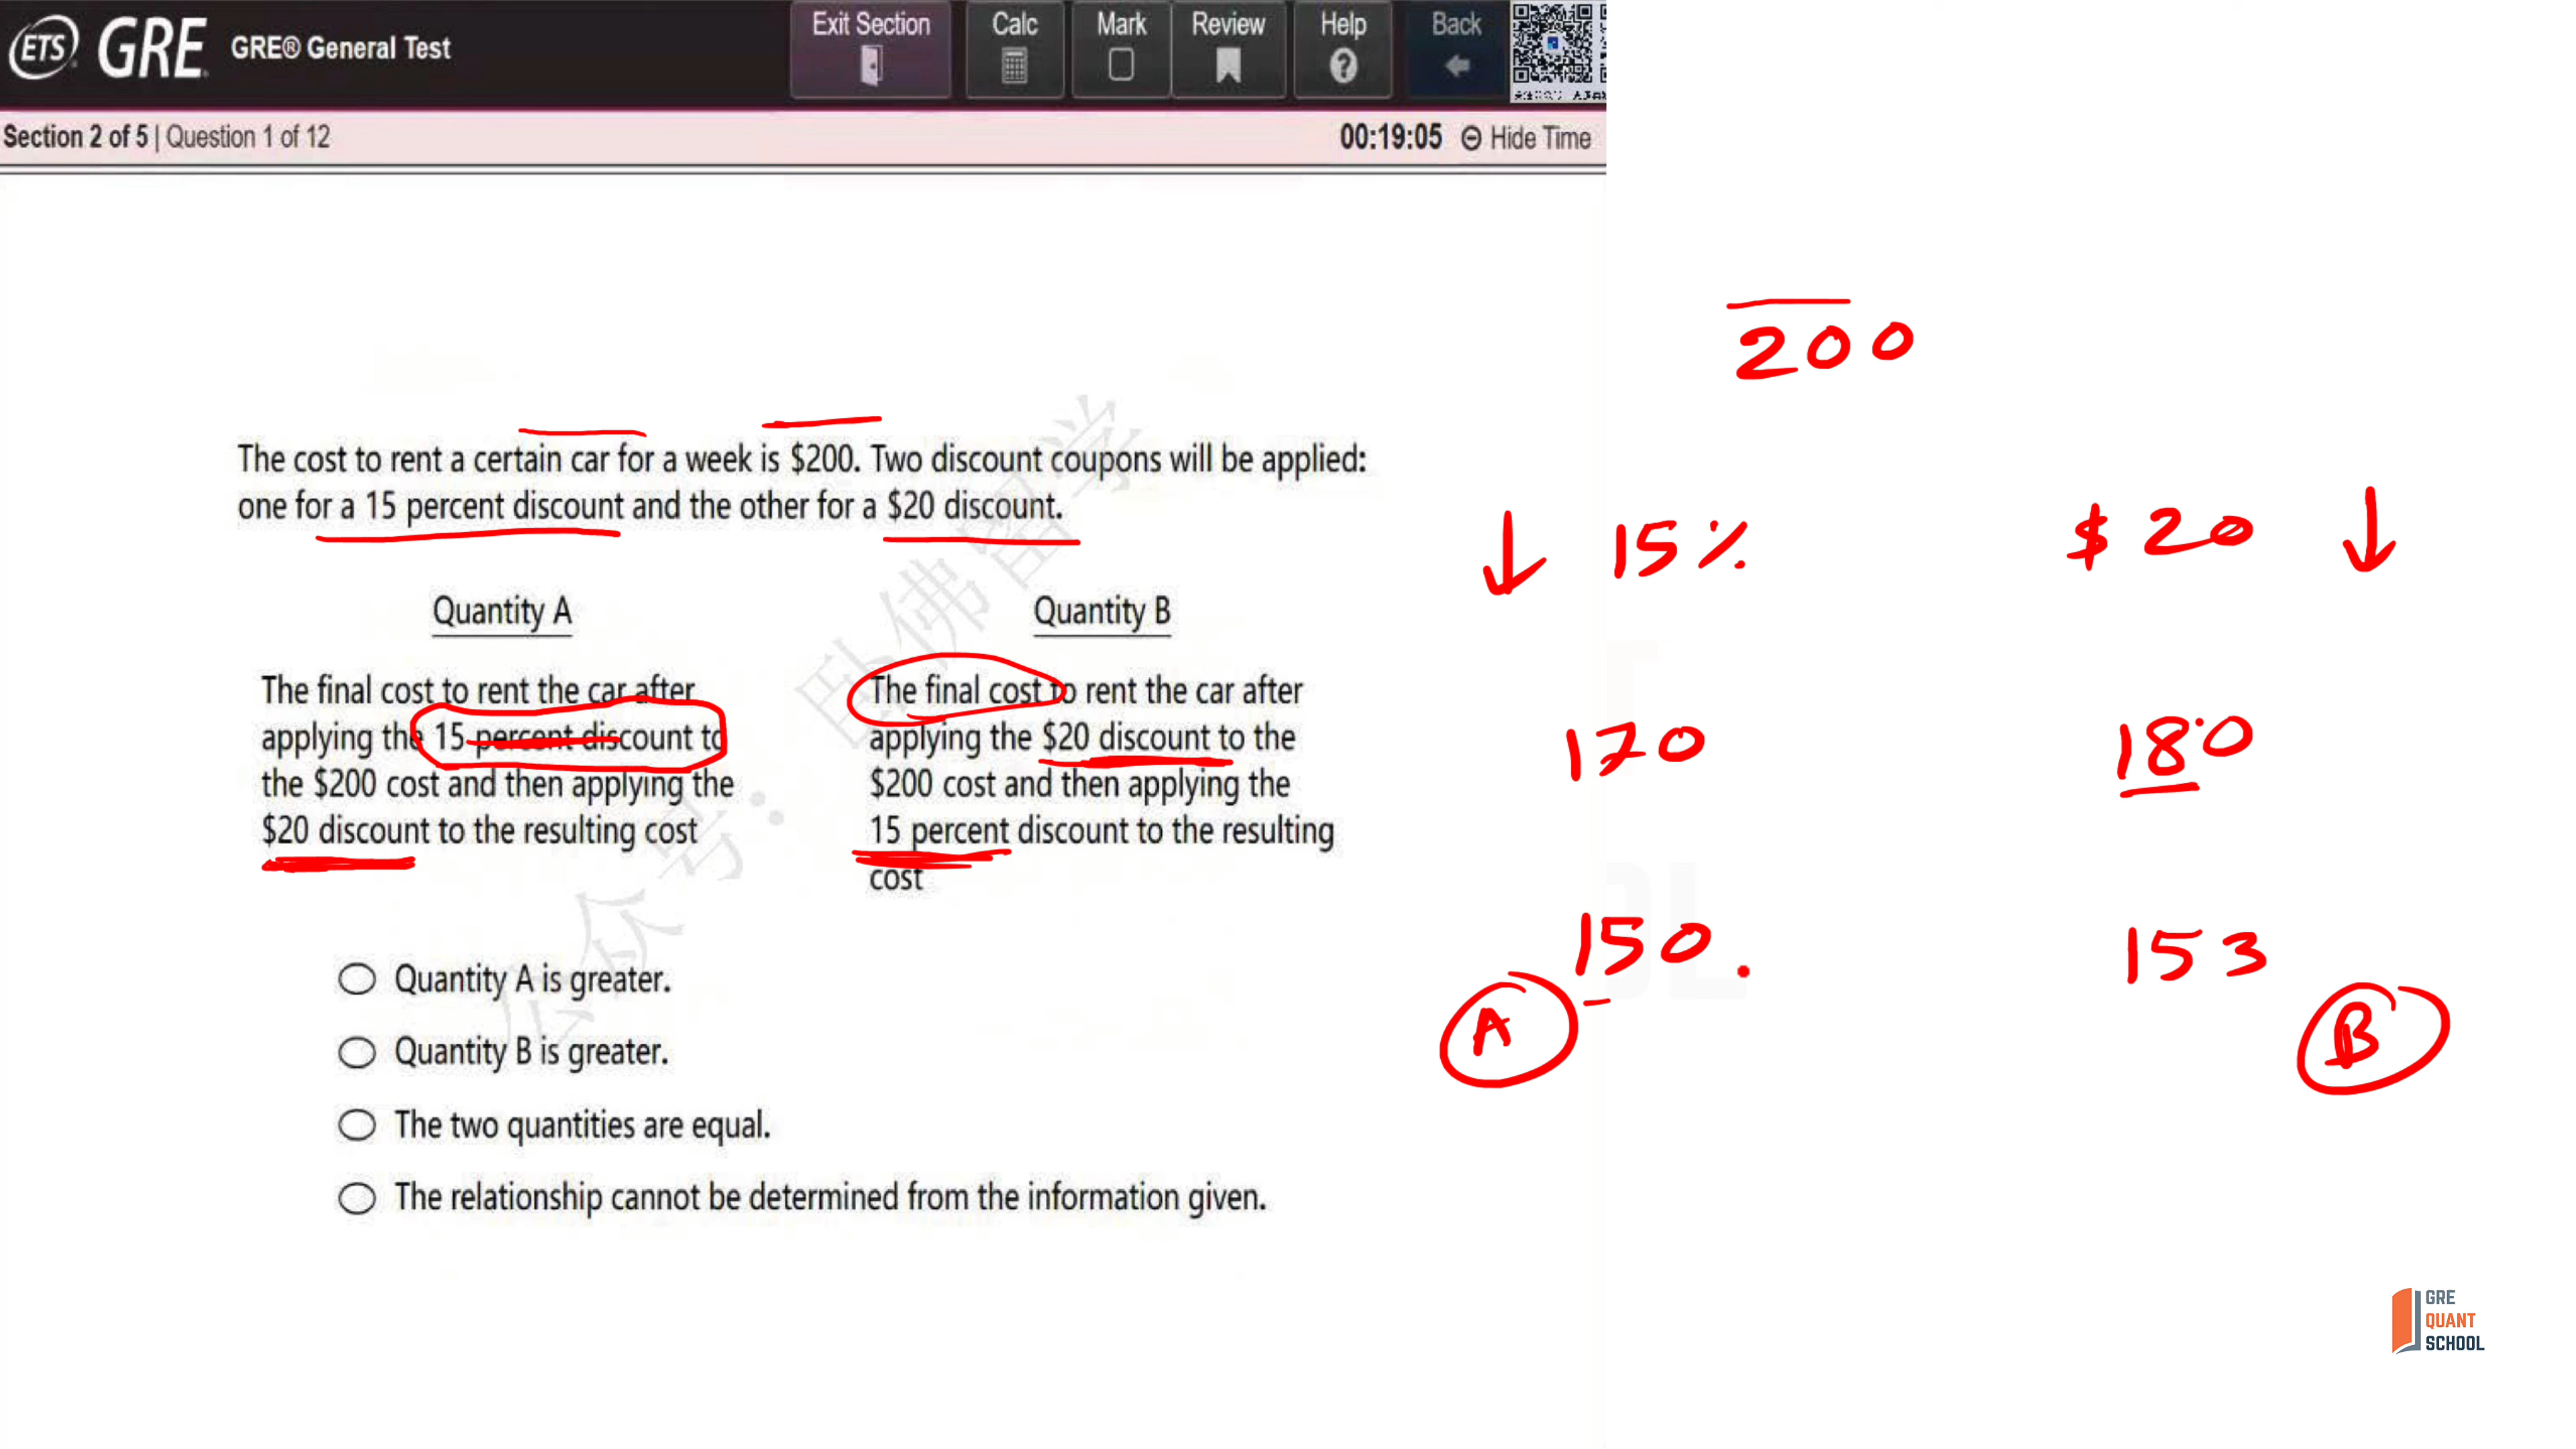 ETS GRE GRE® General Test
Exit Section
Calc
Mark
Review
Help
Back
Section 2 of 5 | Question 1 of 12
00:19:05 Hide Time
200
The cost to rent a certain car for a week is $200. Two discount coupons will be applied:
one for a 15 percent discount and the other for a $20 discount.
↓ 15%
$20 ↓
Quantity A
The final cost to rent the car after
applying the 15 percent discount to
the $200 cost and then applying the
$20 discount to the resulting cost
Quantity B
The final cost to rent the car after
applying the $20 discount to the
$200 cost and then applying the
15 percent discount to the resulting
cost
170
180
150.
153
A
B
Quantity A is greater.
Quantity B is greater.
The two quantities are equal.
The relationship cannot be determined from the information given.
公众号：卧佛留学
GRE
QUANT
SCHOOL